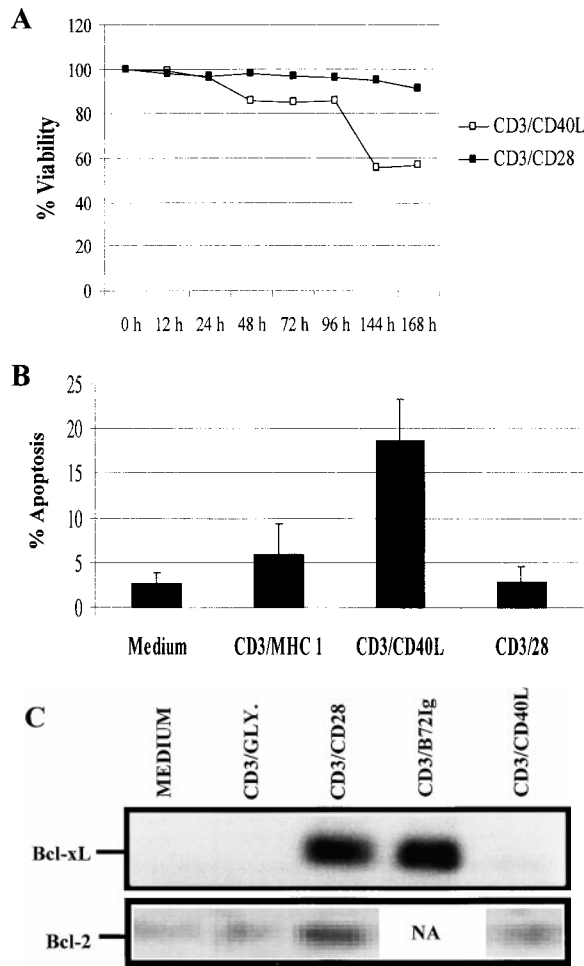 A
120
100
80
60
40
20
0
% Viability
0 h 12 h 24 h 48 h 72 h 96 h 144 h 168 h
CD3/CD40L
CD3/CD28
B
25
20
15
10
5
0
% Apoptosis
Medium CD3/MHC 1 CD3/CD40L CD3/28
C
MEDIUM
CD3/GLY.
CD3/CD28
CD3/B72Ig
CD3/CD40L
Bcl-xL
Bcl-2
NA